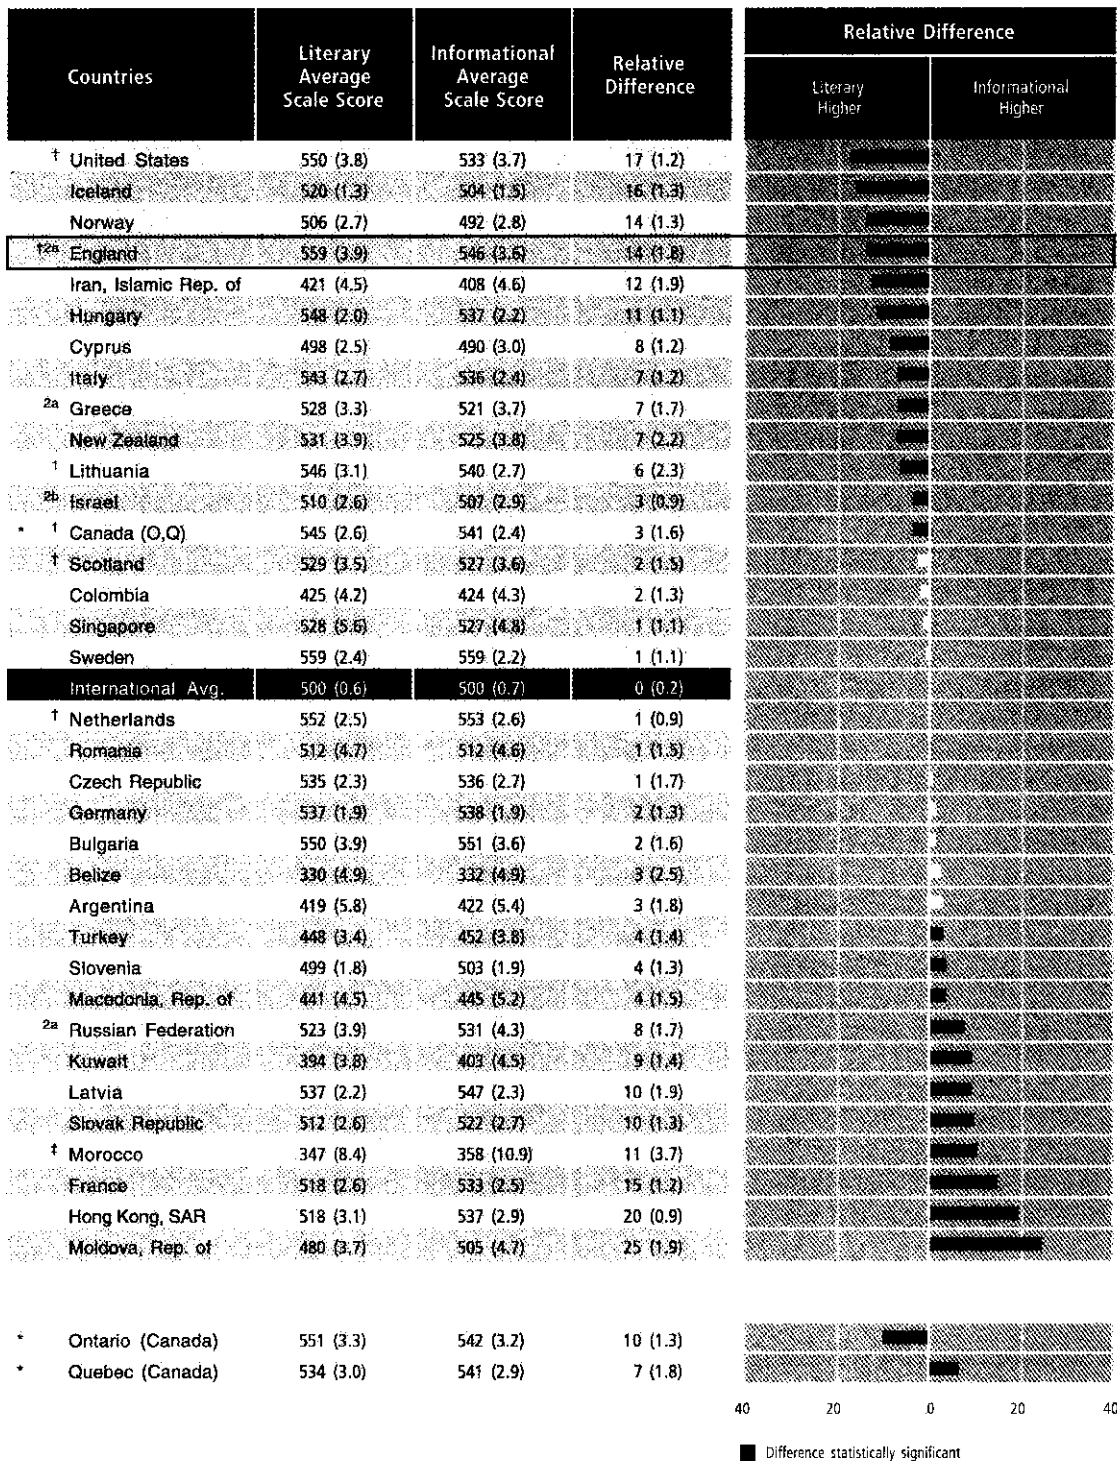 Countries Literary Average Scale Score Informational Average Scale Score Relative Difference Relative Difference
Literary Higher Informational Higher
† United States 550 (3.8) 533 (3.7) 17 (1.2)
Iceland 520 (1.3) 504 (1.5) 16 (1.3)
Norway 506 (2.7) 492 (2.8) 14 (1.3)
†2a England 559 (3.9) 546 (3.6) 14 (1.8)
Iran, Islamic Rep. of 421 (4.5) 408 (4.6) 12 (1.9)
Hungary 548 (2.0) 537 (2.2) 11 (1.1)
Cyprus 498 (2.5) 490 (3.0) 8 (1.2)
Italy 543 (2.7) 536 (2.4) 7 (1.2)
2a Greece 528 (3.3) 521 (3.7) 7 (1.7)
New Zealand 531 (3.9) 525 (3.8) 7 (2.2)
† Lithuania 546 (3.1) 540 (2.7) 6 (2.3)
2b Israel 510 (2.6) 507 (2.9) 3 (0.9)
* † Canada (O,Q) 545 (2.6) 541 (2.4) 3 (1.6)
† Scotland 529 (3.5) 527 (3.6) 2 (1.5)
Colombia 425 (4.2) 424 (4.3) 2 (1.3)
Singapore 528 (5.6) 527 (4.8) 1 (1.1)
Sweden 559 (2.4) 559 (2.2) 1 (1.1)
International Avg. 500 (0.6) 500 (0.7) 0 (0.2)
† Netherlands 552 (2.5) 553 (2.6) 1 (0.9)
Romania 512 (4.7) 512 (4.6) 1 (1.5)
Czech Republic 535 (2.3) 536 (2.7) 1 (1.7)
Germany 537 (1.9) 538 (1.9) 2 (1.3)
Bulgaria 550 (3.9) 551 (3.6) 2 (1.6)
Belize 330 (4.9) 332 (4.9) 3 (2.5)
Argentina 419 (5.8) 422 (5.4) 3 (1.8)
Turkey 448 (3.4) 452 (3.8) 4 (1.4)
Slovenia 499 (1.8) 503 (1.9) 4 (1.3)
Macedonia, Rep. of 441 (4.5) 445 (5.2) 4 (1.5)
2a Russian Federation 523 (3.9) 531 (4.3) 8 (1.7)
Kuwait 394 (3.8) 403 (4.5) 9 (1.4)
Latvia 537 (2.2) 547 (2.3) 10 (1.9)
Slovak Republic 512 (2.6) 522 (2.7) 10 (1.3)
‡ Morocco 347 (8.4) 358 (10.9) 11 (3.7)
France 518 (2.6) 533 (2.5) 15 (1.2)
Hong Kong, SAR 518 (3.1) 537 (2.9) 20 (0.9)
Moldova, Rep. of 480 (3.7) 505 (4.7) 25 (1.9)
* Ontario (Canada) 551 (3.3) 542 (3.2) 10 (1.3)
* Quebec (Canada) 534 (3.0) 541 (2.9) 7 (1.8)
40 20 0 20 40
Difference statistically significant